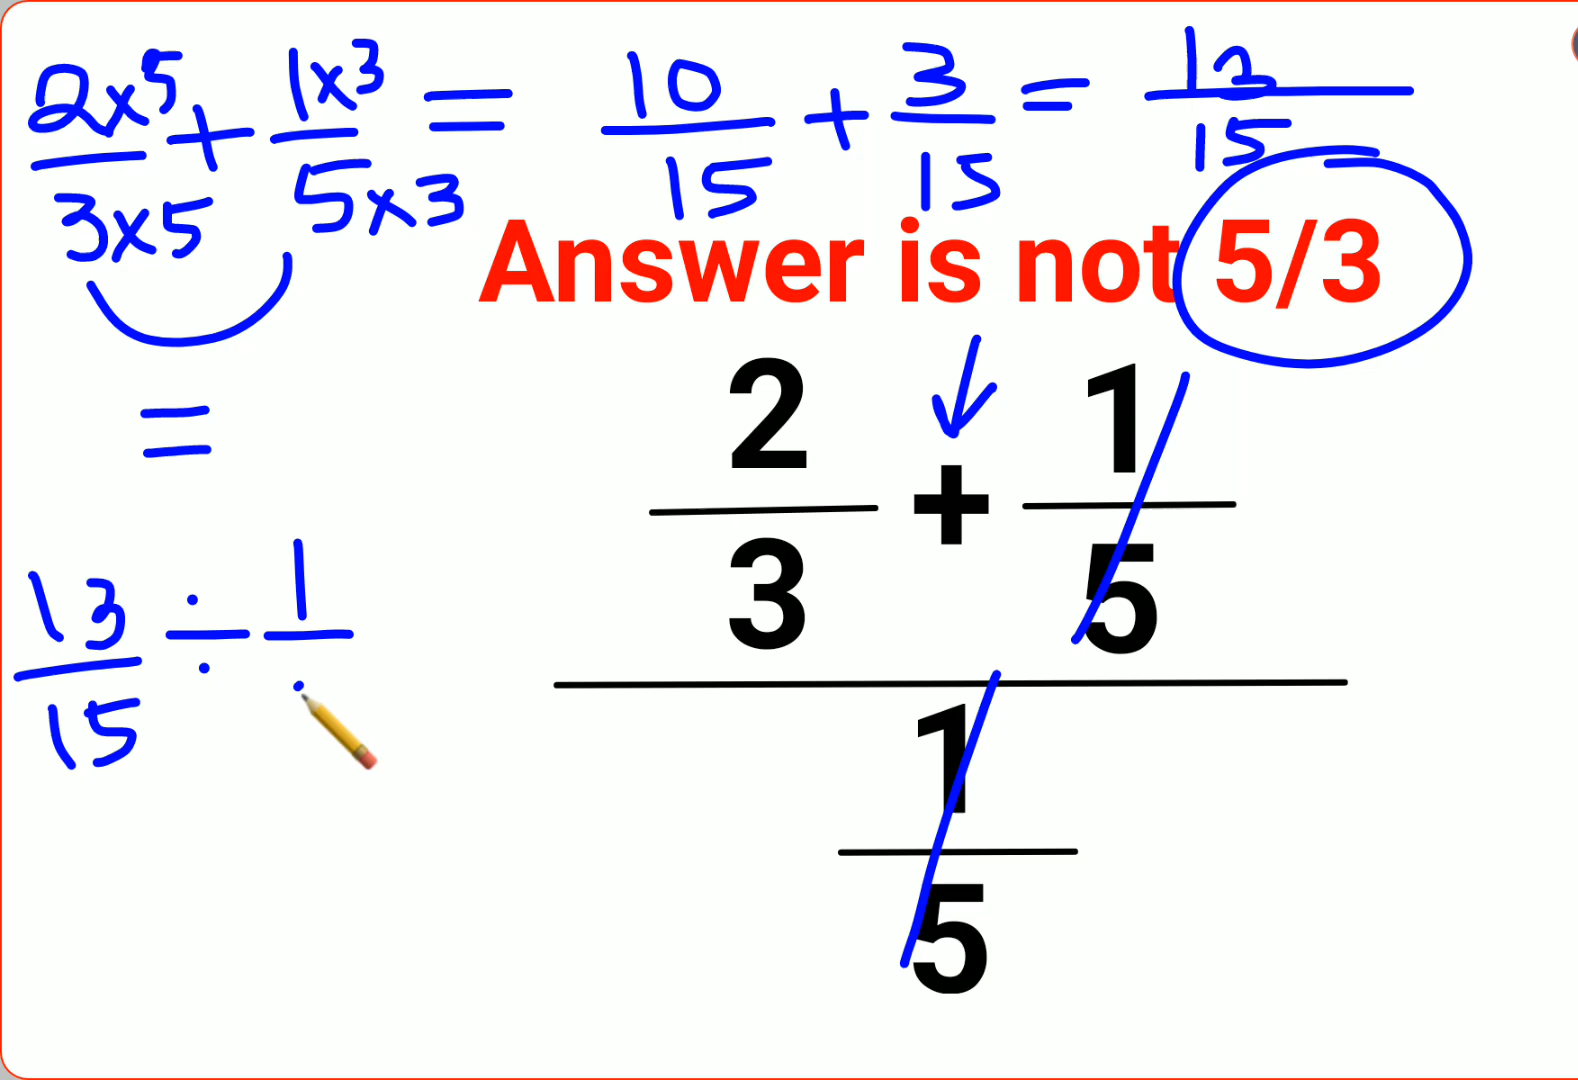 2x5/3x5 + 1x3/5x3 = 10/15 + 3/15 = 12/15
Answer is not 5/3
=
2/3 + 1/5
13/15 ÷ 1/
1/5